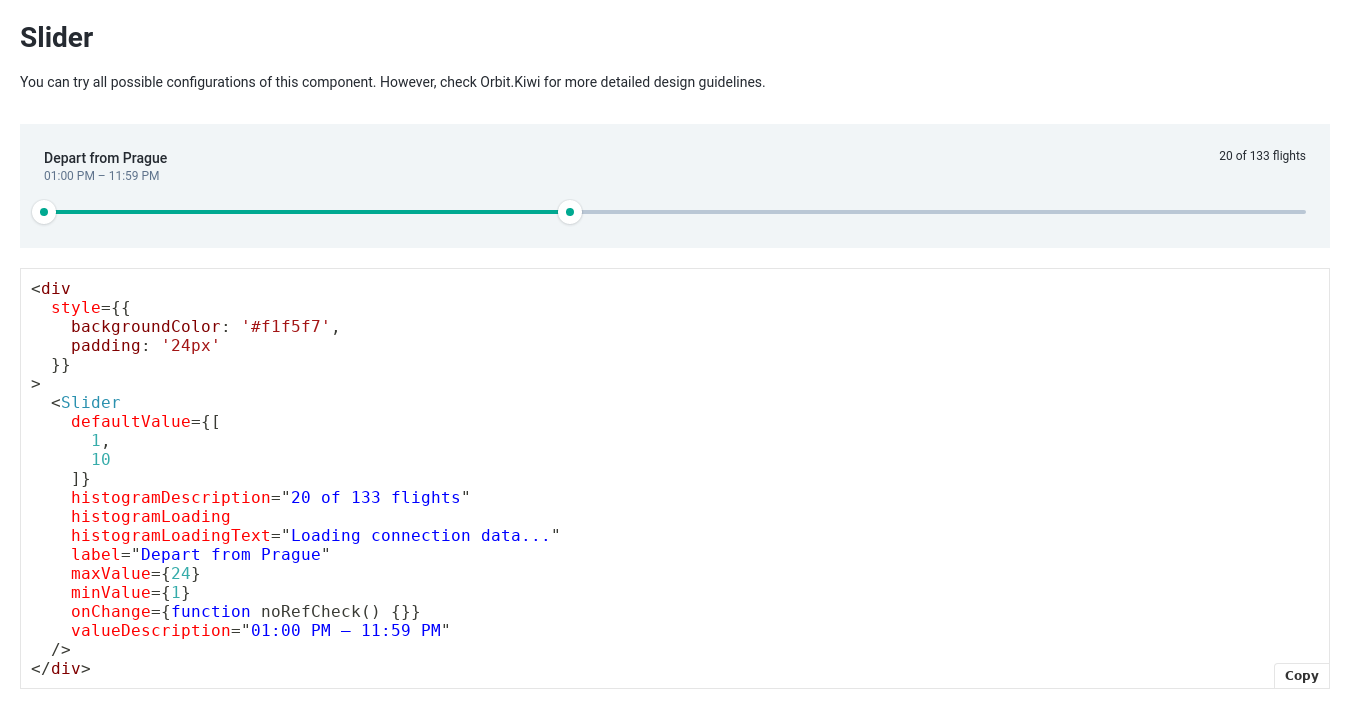 Slider
You can try all possible configurations of this component. However, check Orbit.Kiwi for more detailed design guidelines.
Depart from Prague
20 of 133 flights
01:00 PM – 11:59 PM
<div
  style={{
    backgroundColor: '#f1f5f7',
    padding: '24px'
  }}
>
  <Slider
    defaultValue={[
      1,
      10
    ]}
    histogramDescription="20 of 133 flights"
    histogramLoading
    histogramLoadingText="Loading connection data..."
    label="Depart from Prague"
    maxValue={24}
    minValue={1}
    onChange={function noRefCheck() {}}
    valueDescription="01:00 PM – 11:59 PM"
  />
</div>
Copy